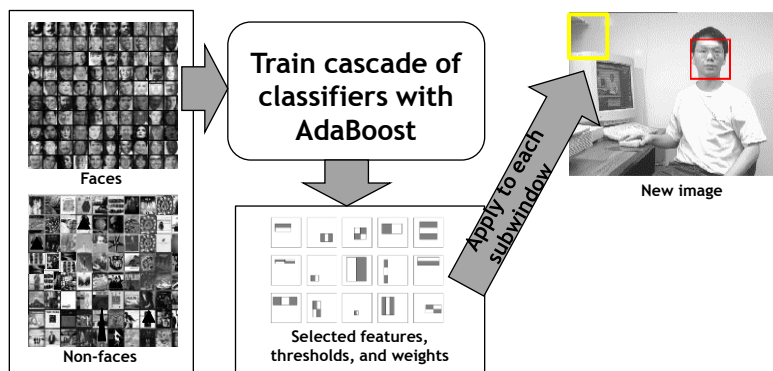 Train cascade of
classifiers with
AdaBoost
Faces
Non-faces
Selected features,
thresholds, and weights
Apply to each
subwindow
New image